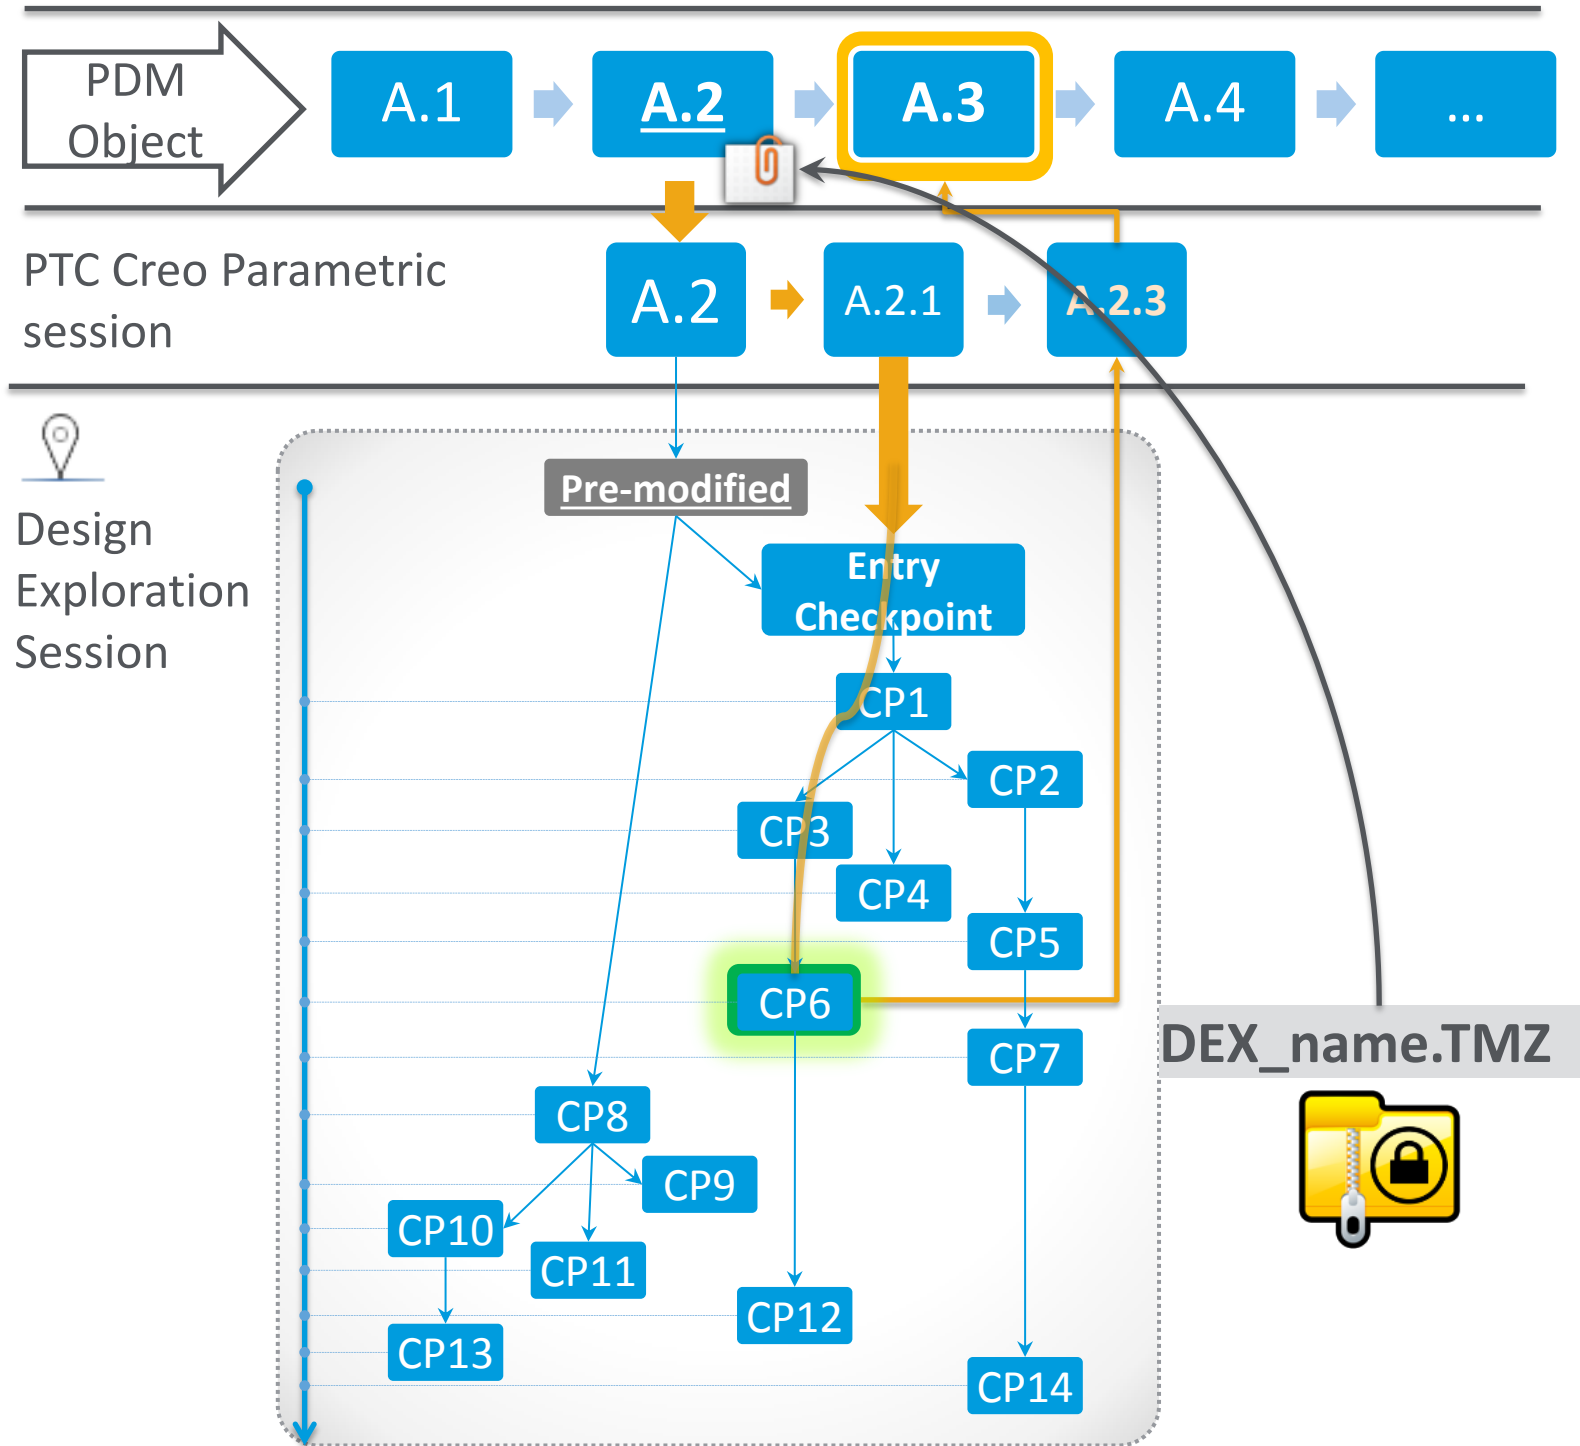 PDM
Object
A.1
A.2
A.3
A.4
...
PTC Creo Parametric
session
A.2
A.2.1
A.2.3
Design
Exploration
Session
Pre-modified
Entry
Checkpoint
CP1
CP2
CP3
CP4
CP5
CP6
DEX_name.TMZ
CP7
CP8
CP9
CP10
CP11
CP12
CP13
CP14